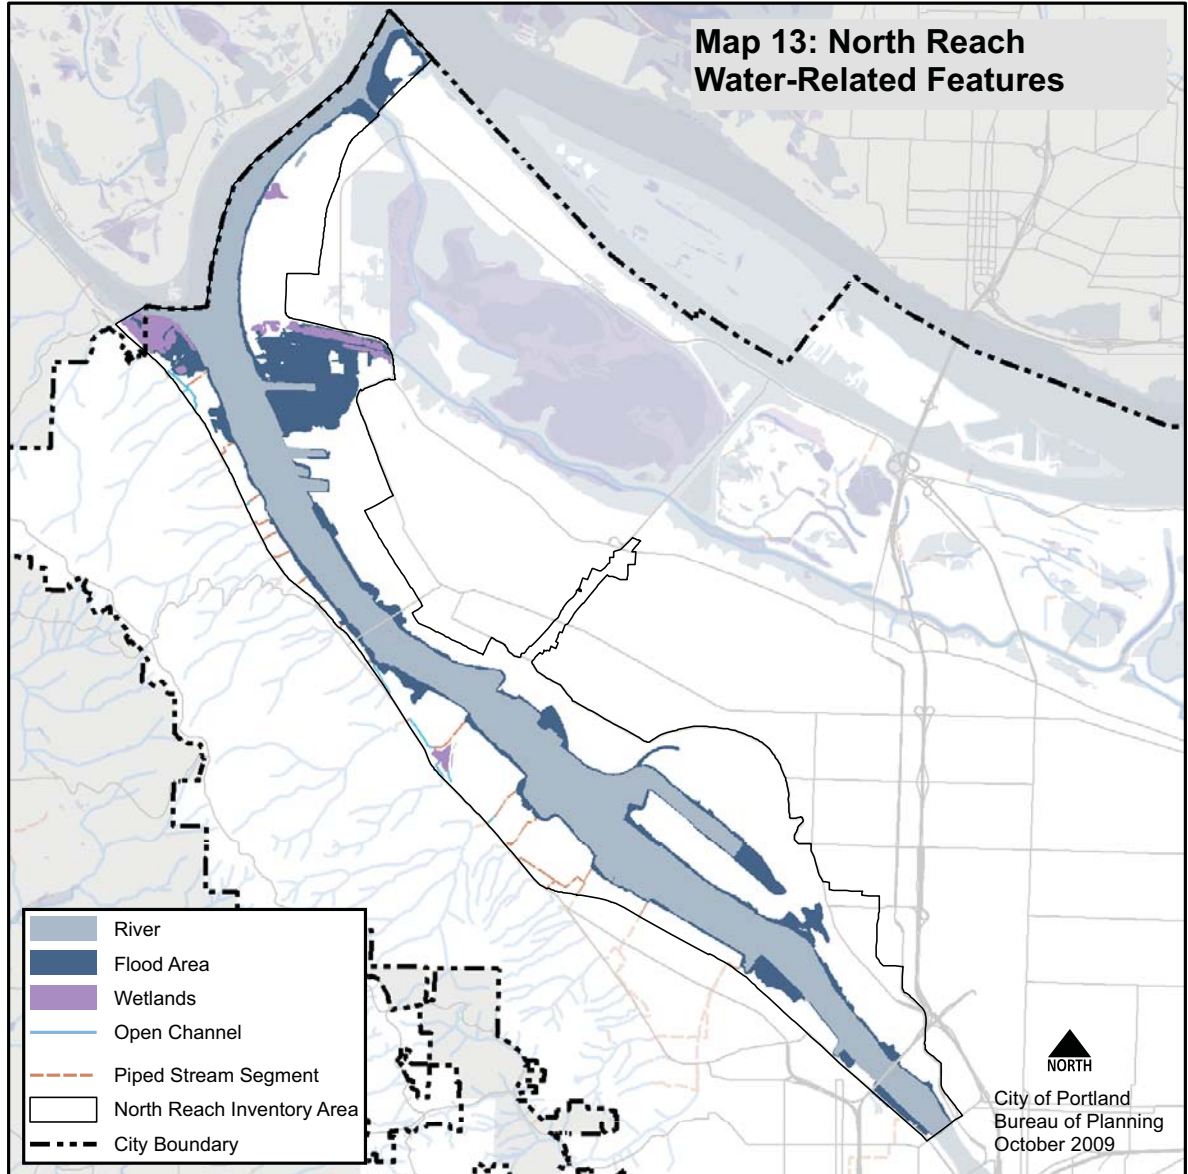 Map 13: North Reach
Water-Related Features
River
Flood Area
Wetlands
Open Channel
Piped Stream Segment
North Reach Inventory Area
City Boundary
NORTH
City of Portland
Bureau of Planning
October 2009